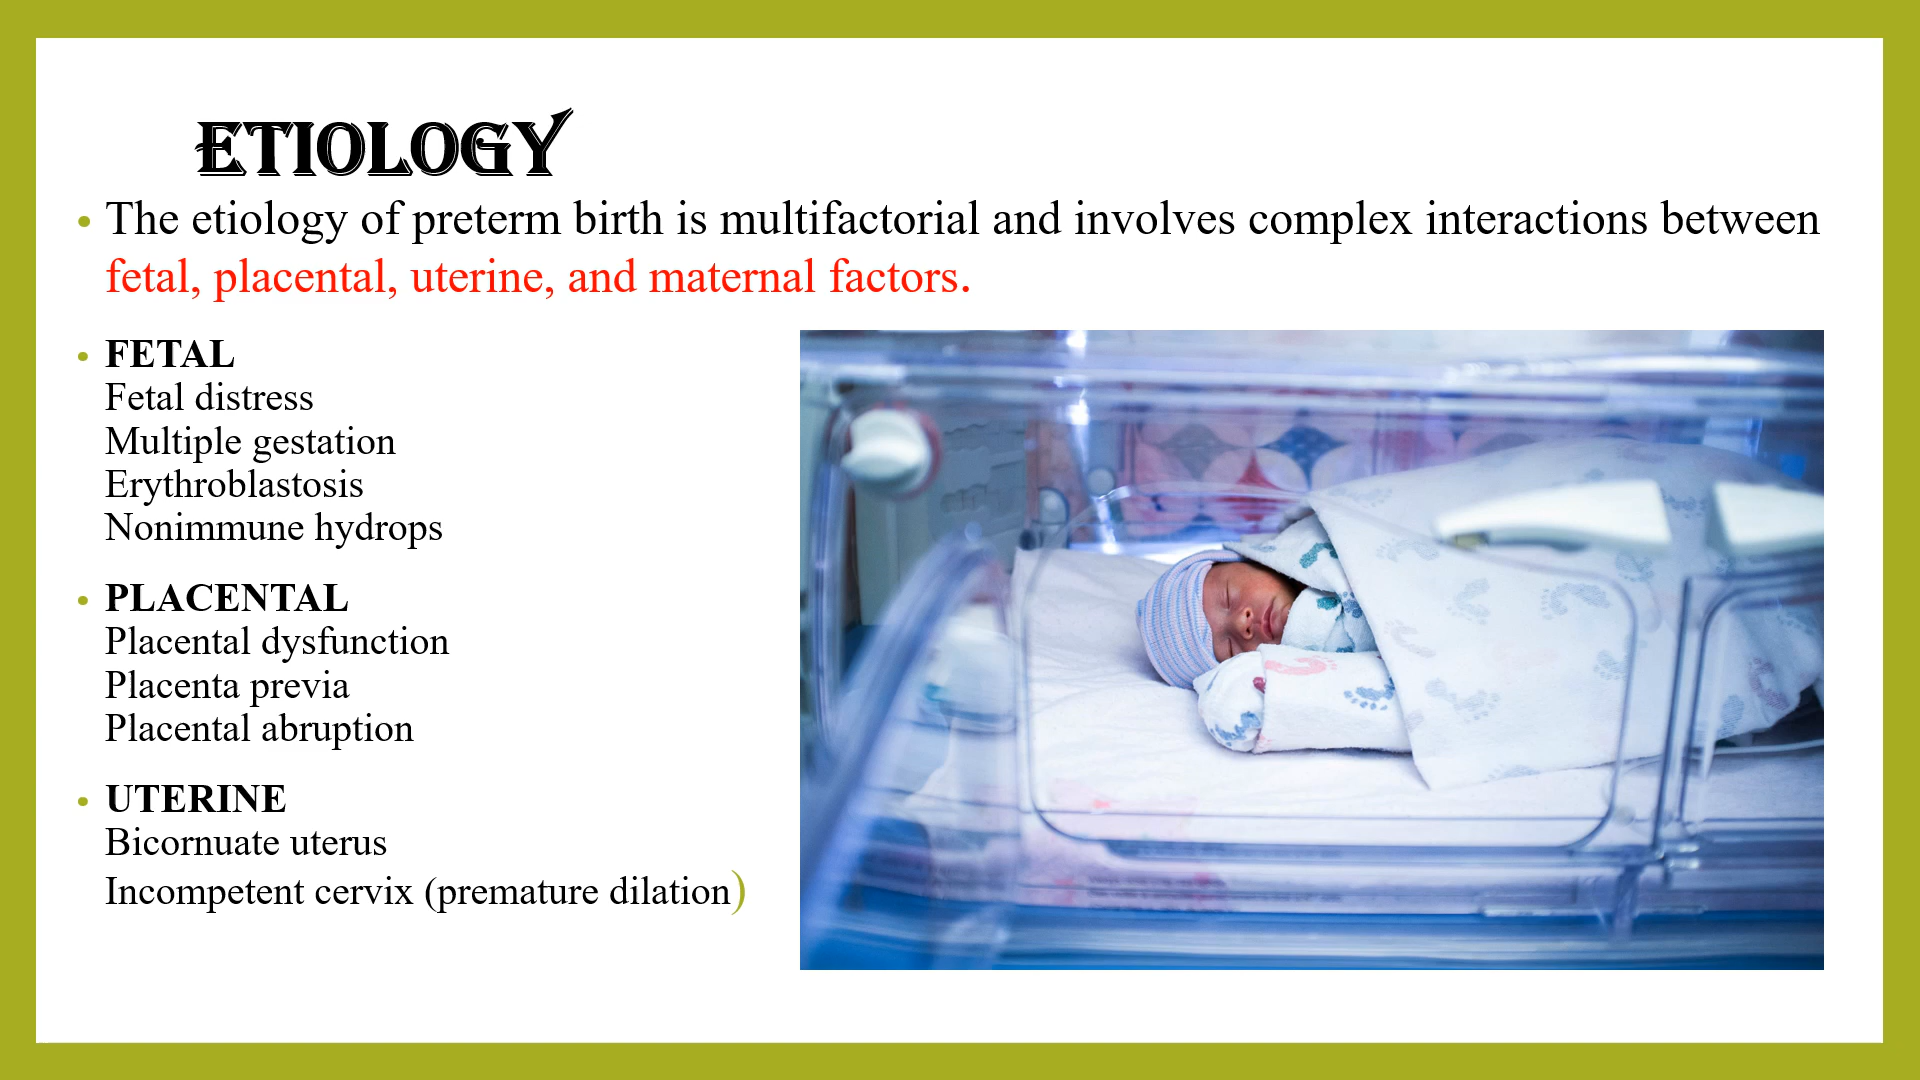 ETIOLOGY
• The etiology of preterm birth is multifactorial and involves complex interactions between
fetal, placental, uterine, and maternal factors.
• FETAL
Fetal distress
Multiple gestation
Erythroblastosis
Nonimmune hydrops
• PLACENTAL
Placental dysfunction
Placenta previa
Placental abruption
• UTERINE
Bicornuate uterus
Incompetent cervix (premature dilation)